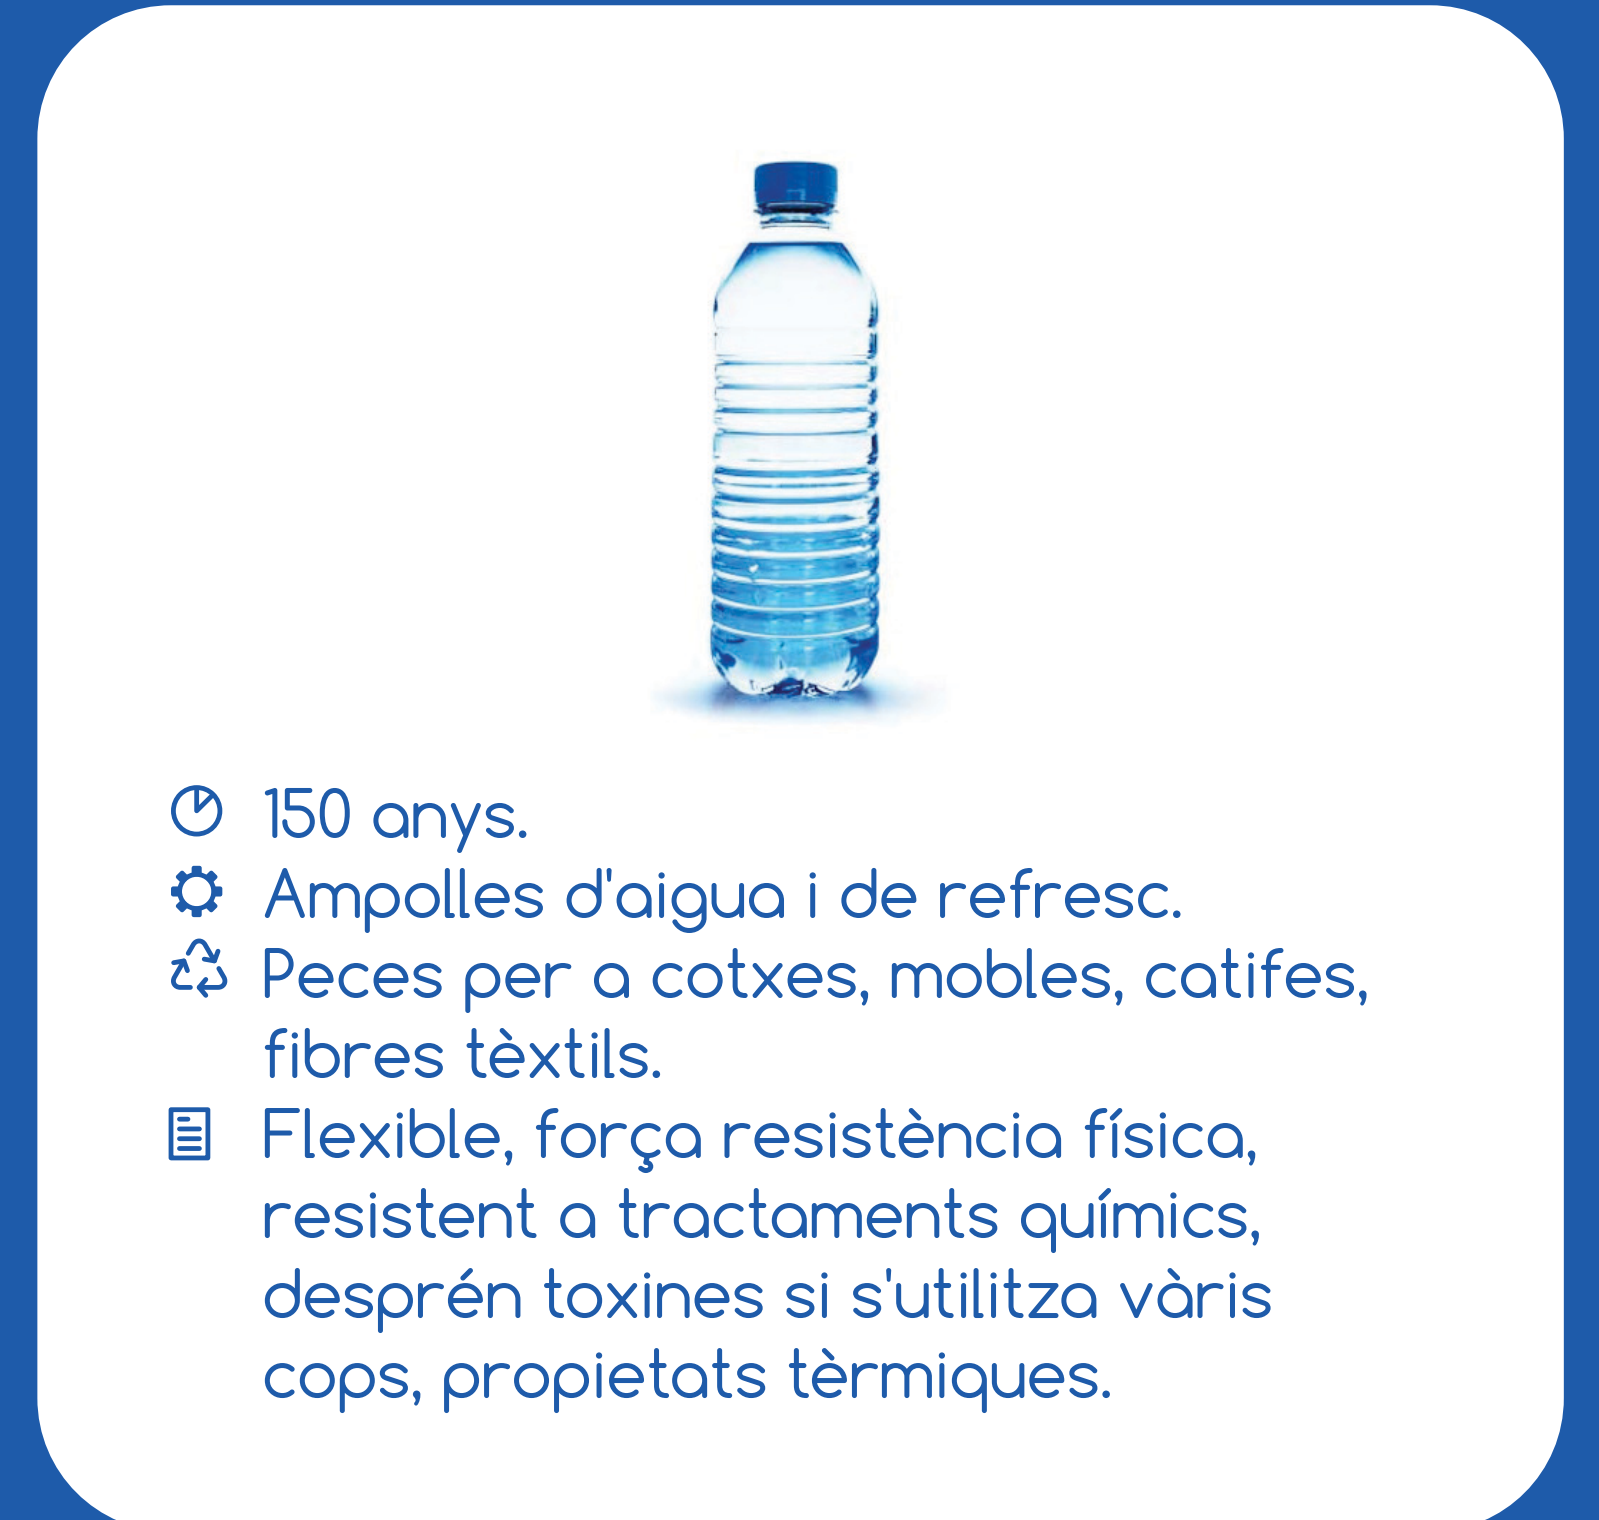 150 anys.
Ampolles d'aigua i de refresc.
Peces per a cotxes, mobles, catifes,
fibres tèxtils.
Flexible, força resistència física,
resistent a tractaments químics,
desprén toxines si s'utilitza vàris
cops, propietats tèrmiques.